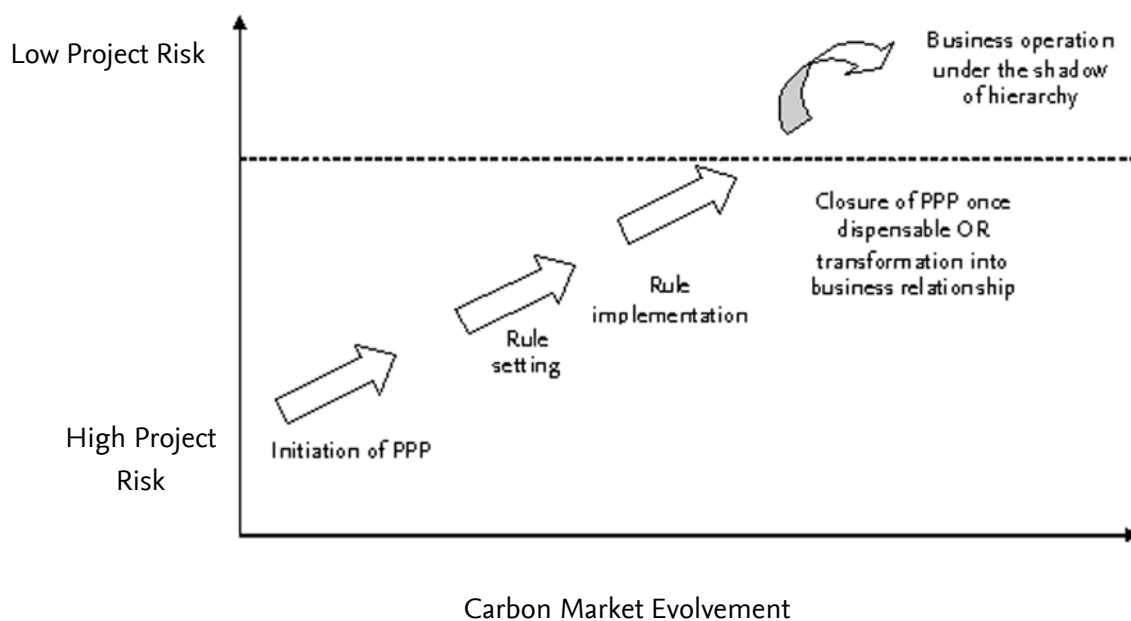 Low Project Risk
Business operation
under the shadow
of hierarchy
Closure of PPP once
dispensable OR
transformation into
business relationship
Rule
implementation
Rule
setting
High Project
Risk
Initiation of PPP
Carbon Market Evolvement